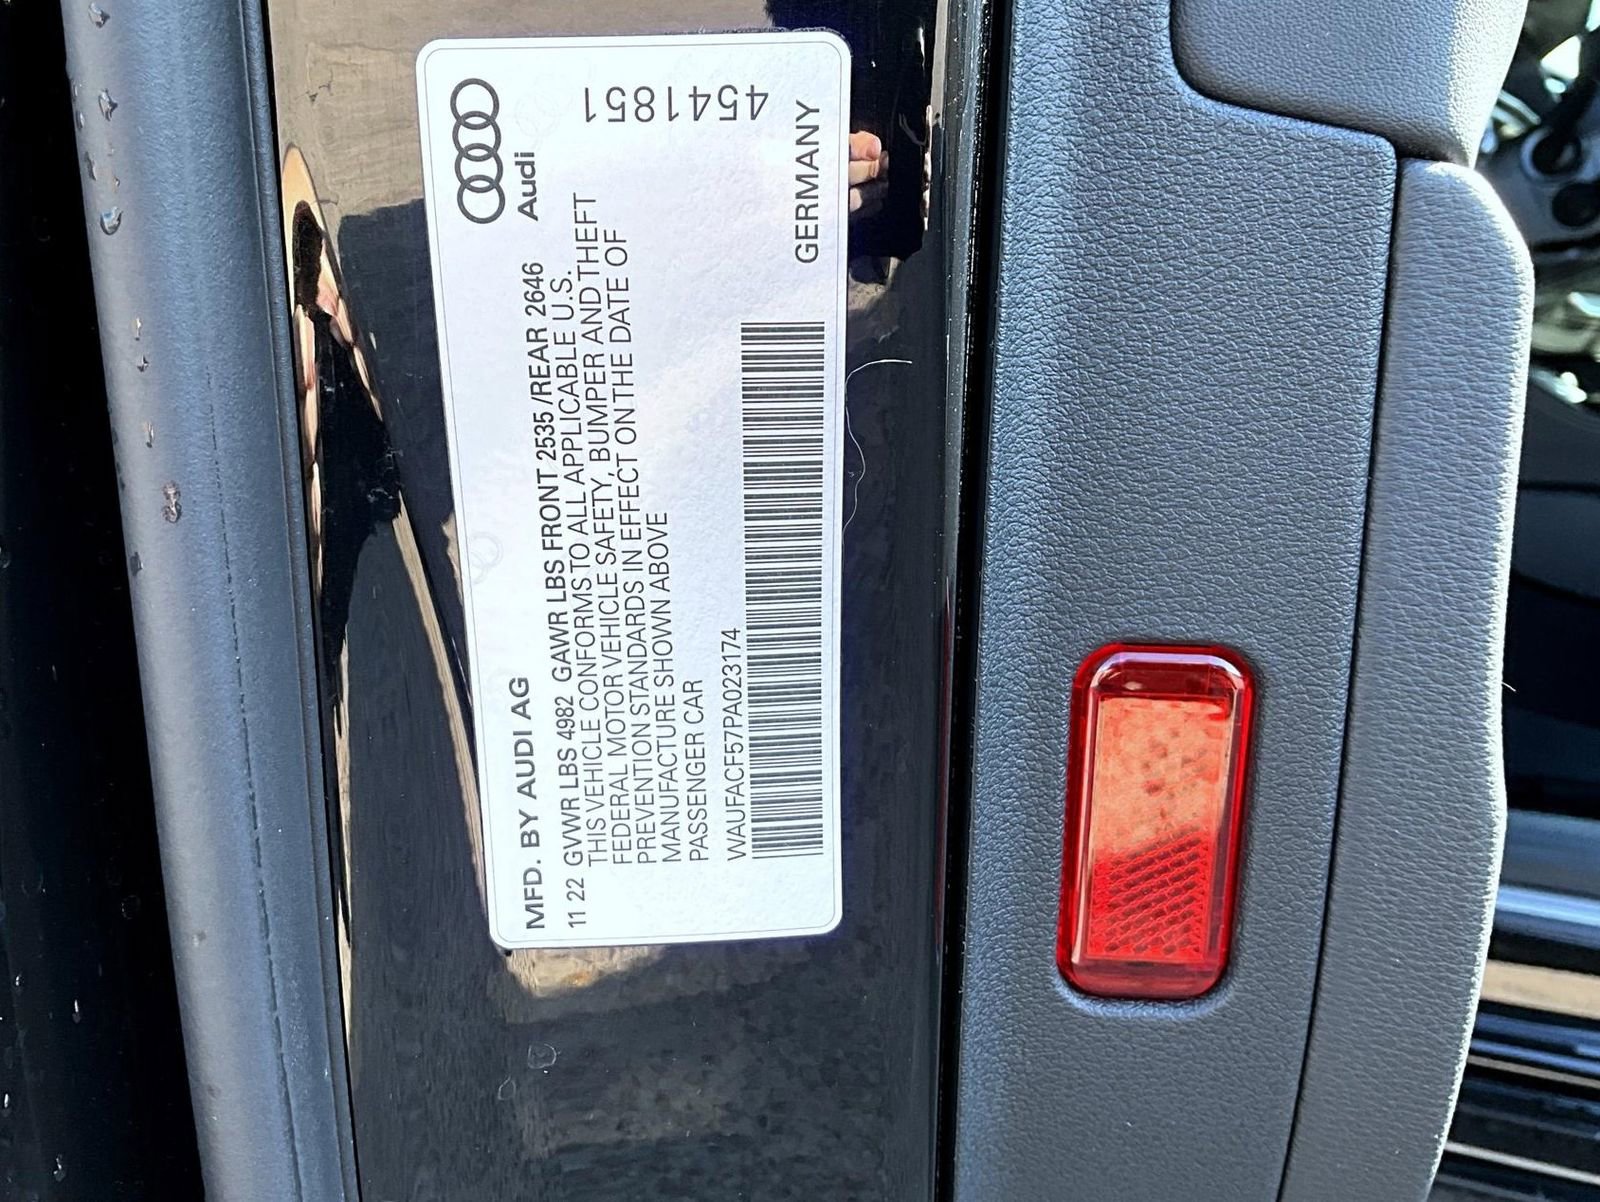 Audi
4541851
MFD. BY AUDI AG
11 22 GVWR LBS 4982 GAWR LBS FRONT 2535 /REAR 2646
THIS VEHICLE CONFORMS TO ALL APPLICABLE U.S.
FEDERAL MOTOR VEHICLE SAFETY, BUMPER AND THEFT
PREVENTION STANDARDS IN EFFECT ON THE DATE OF
MANUFACTURE SHOWN ABOVE
PASSENGER CAR
WAUFACF57PA023174
GERMANY